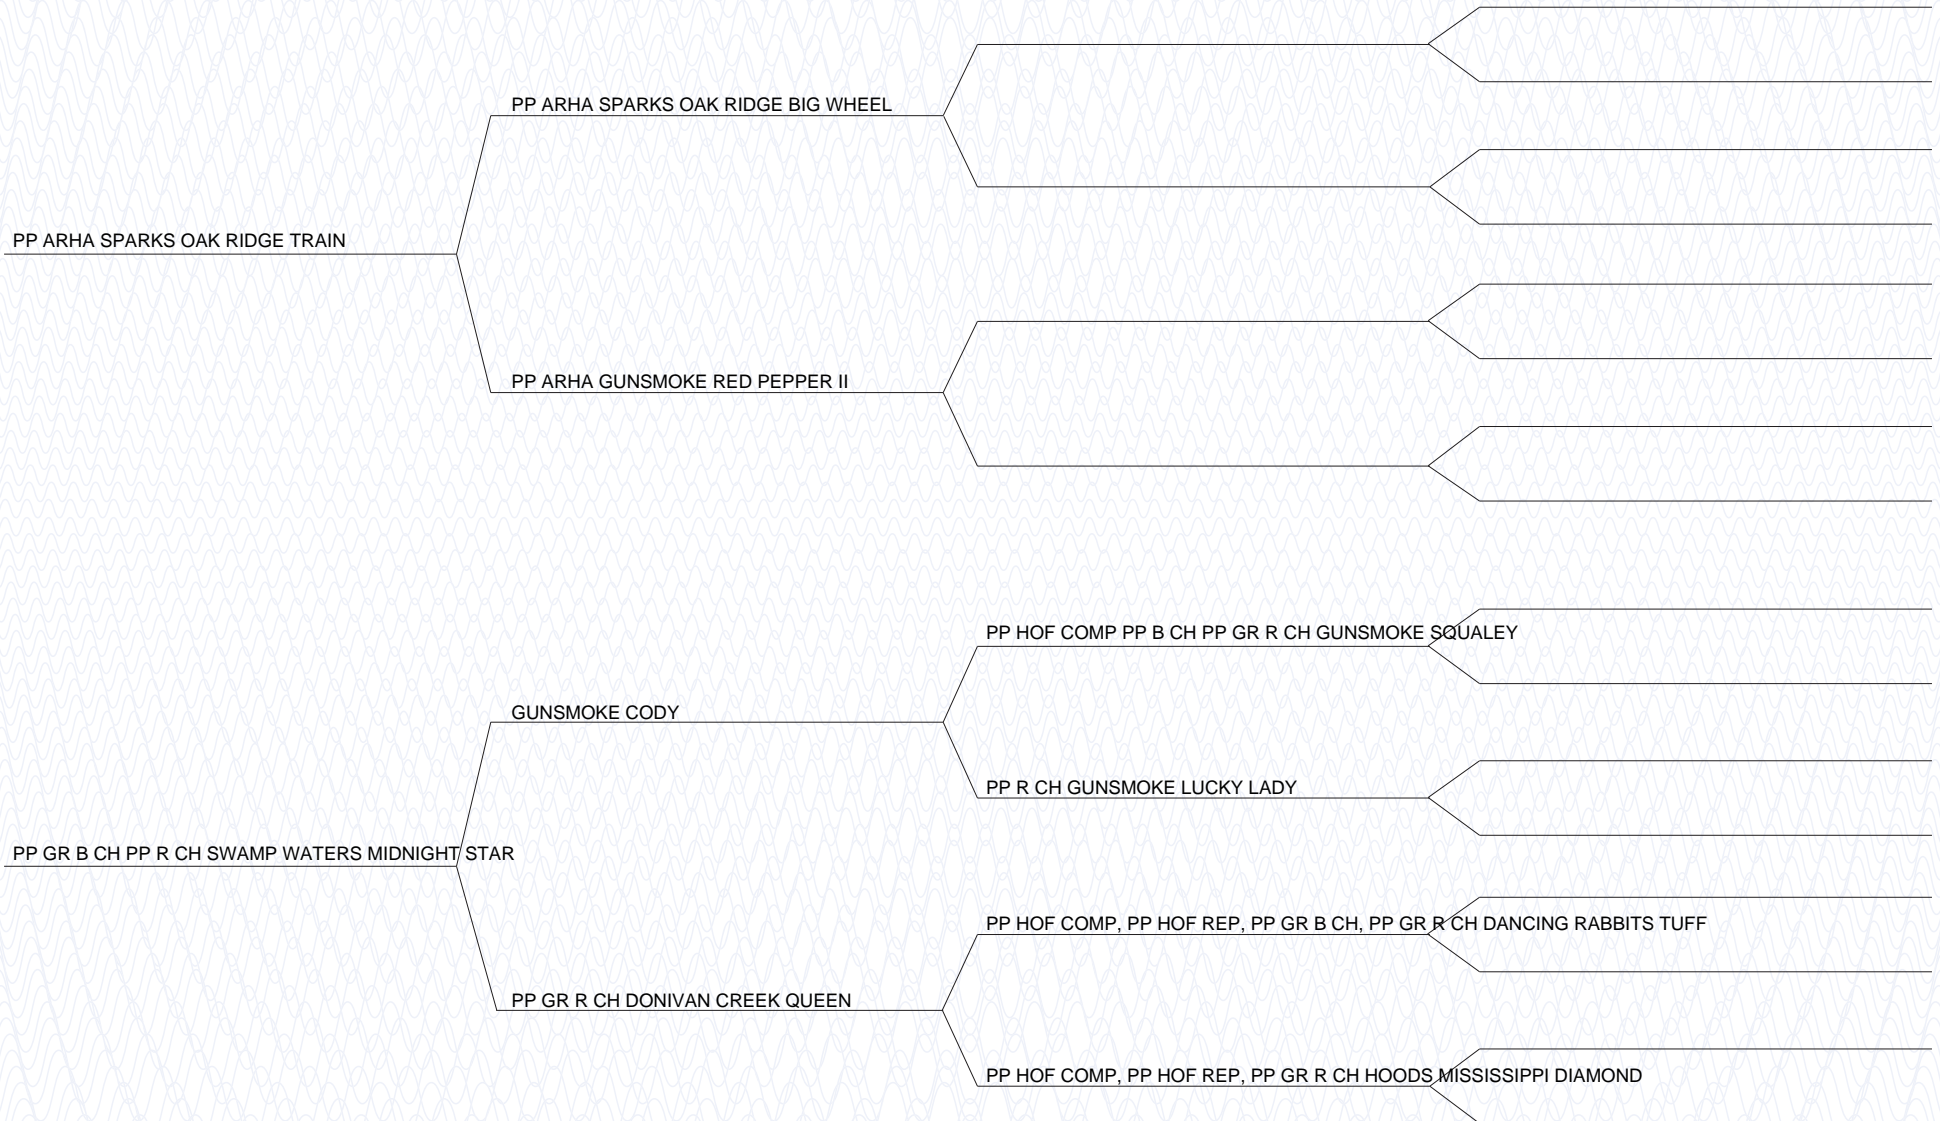 PP ARHA SPARKS OAK RIDGE BIG WHEEL
PP ARHA SPARKS OAK RIDGE TRAIN
PP ARHA GUNSMOKE RED PEPPER II
PP HOF COMP PP B CH PP GR R CH GUNSMOKE SQUALEY
GUNSMOKE CODY
PP R CH GUNSMOKE LUCKY LADY
PP GR B CH PP R CH SWAMP WATERS MIDNIGHT STAR
PP HOF COMP, PP HOF REP, PP GR B CH, PP GR R CH DANCING RABBITS TUFF
PP GR R CH DONIVAN CREEK QUEEN
PP HOF COMP, PP HOF REP, PP GR R CH HOODS MISSISSIPPI DIAMOND